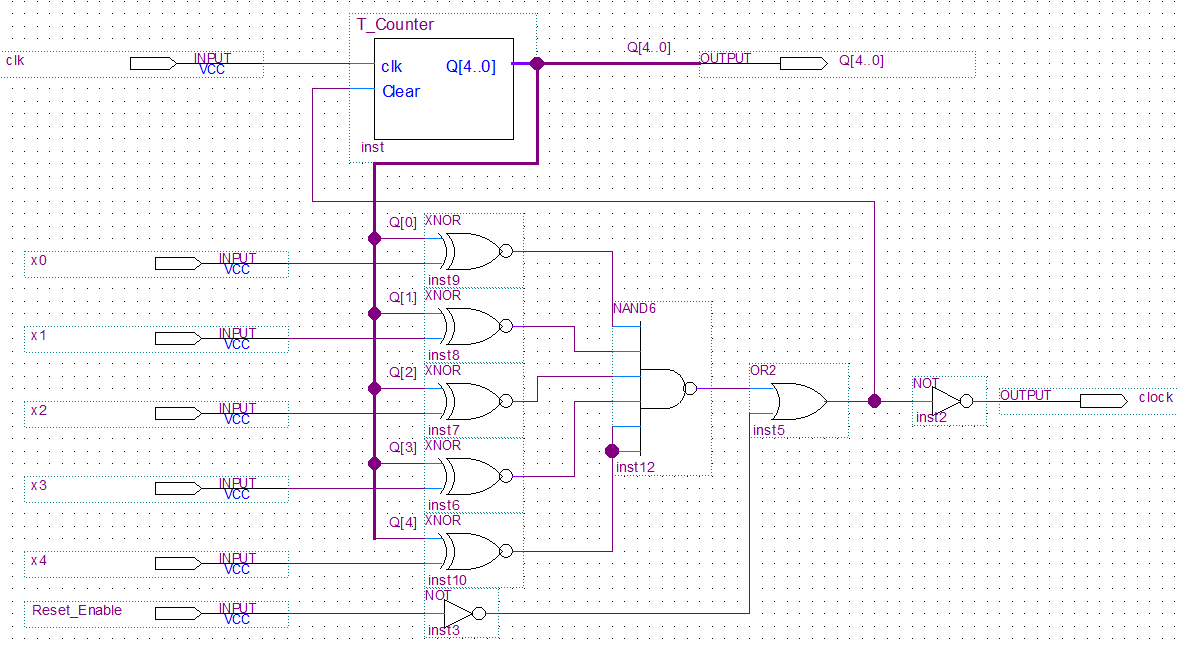 T_Counter
clk
INPUT
VCC
clk
Q[4..0]
Clear
inst
Q[4..0]
OUTPUT
Q[4..0]
Q[0]
XNOR
x0
INPUT
VCC
inst9
Q[1]
XNOR
x1
INPUT
VCC
inst8
NAND6
Q[2]
XNOR
x2
INPUT
VCC
inst7
OR2
inst5
NOT
inst2
OUTPUT
clock
Q[3]
XNOR
x3
INPUT
VCC
inst6
inst12
Q[4]
XNOR
x4
INPUT
VCC
inst10
Reset_Enable
INPUT
VCC
NOT
inst3